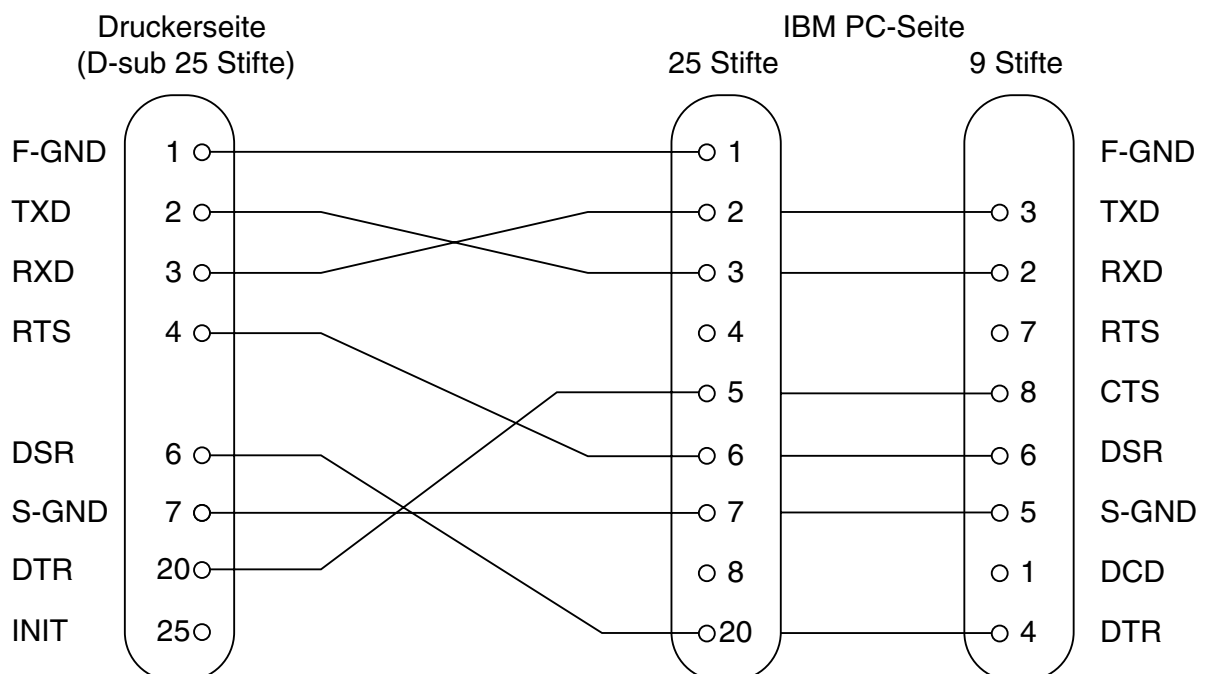 Druckerseite IBM PC-Seite
(D-sub 25 Stifte) 25 Stifte 9 Stifte
F-GND 1 1 F-GND
TXD 2 2 3 TXD
RXD 3 3 2 RXD
RTS 4 4 7 RTS
5 8 CTS
DSR 6 6 6 DSR
S-GND 7 7 5 S-GND
DTR 20 8 1 DCD
INIT 25 20 4 DTR